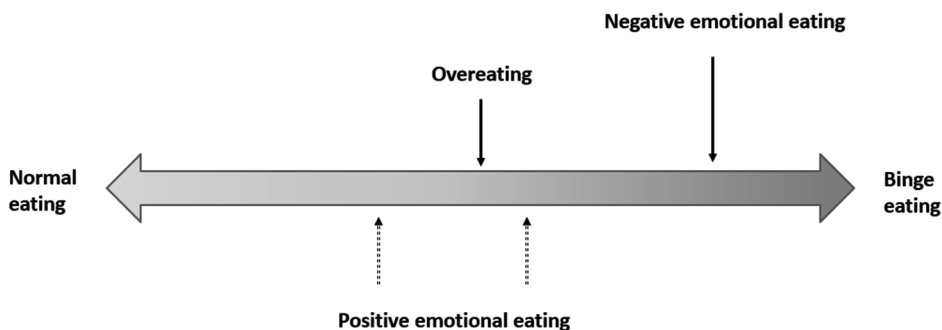 Negative emotional eating
Overeating
Normal
eating
Binge
eating
Positive emotional eating